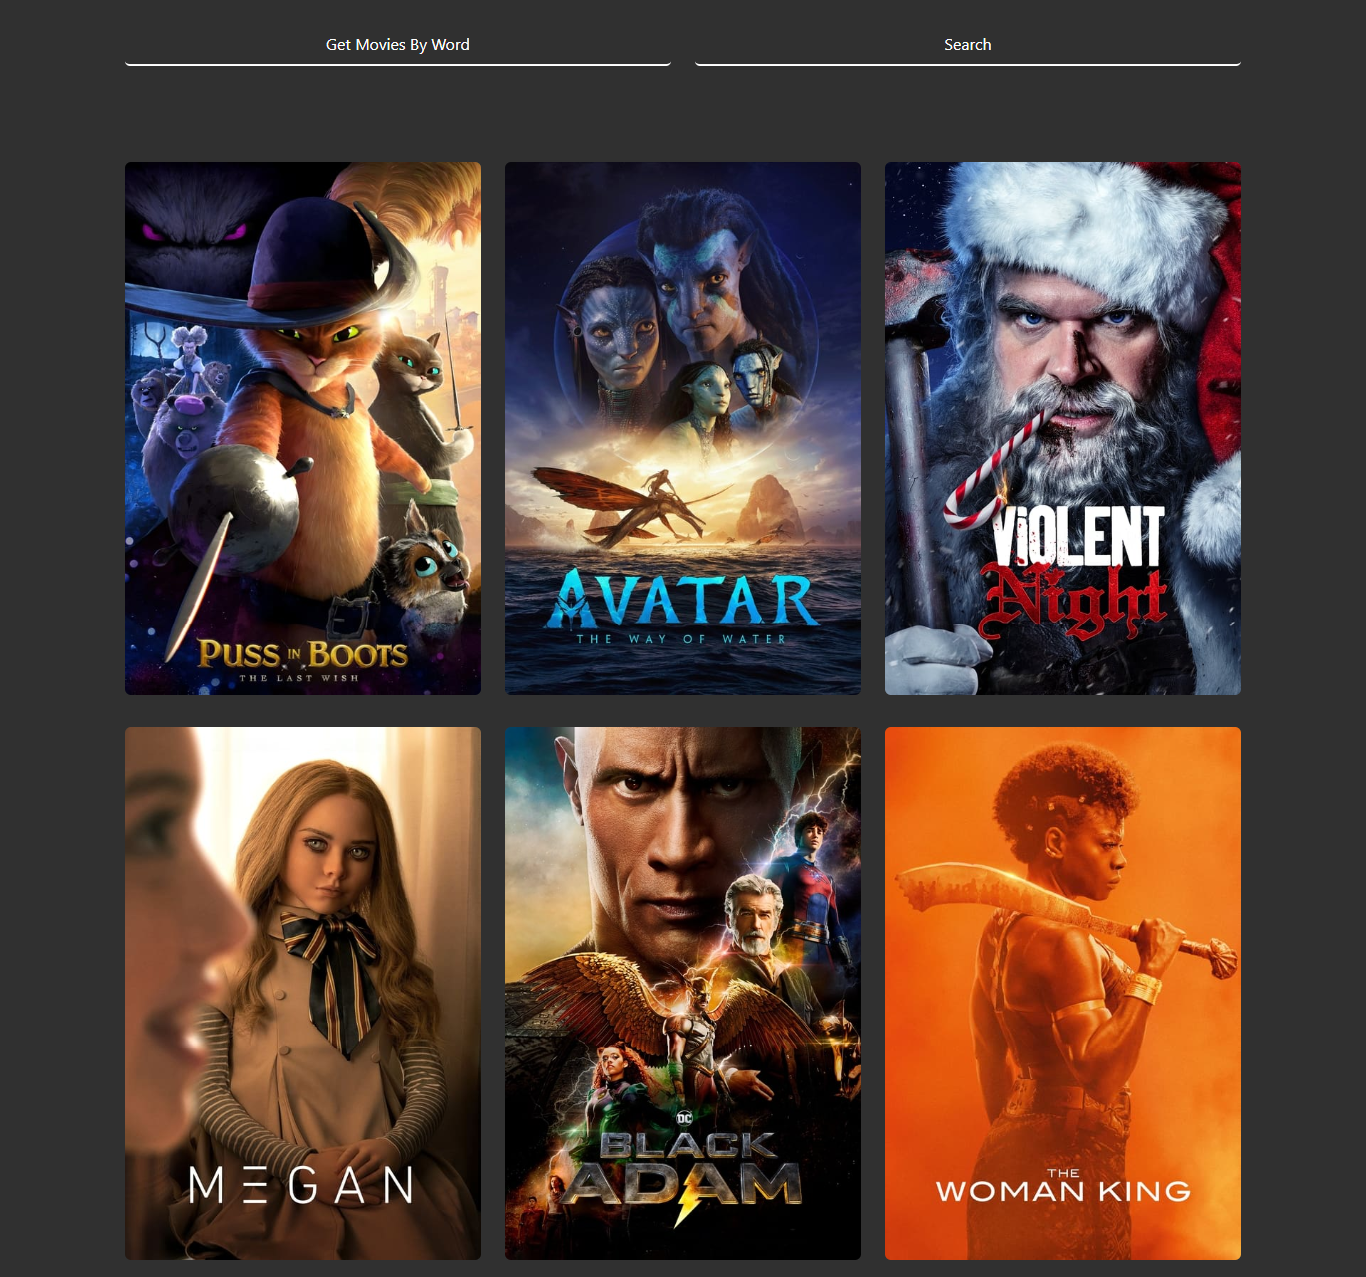 Get Movies By Word
Search
PUSS IN BOOTS
THE LAST WISH
AVATAR
THE WAY OF WATER
VIOLENT
Night
MEGAN
DC
BLACK
ADAM
THE
WOMAN KING